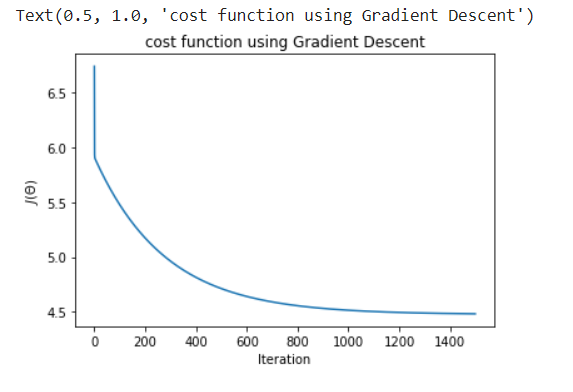 Text(0.5, 1.0, 'cost function using Gradient Descent')
cost function using Gradient Descent
6.5
6.0
5.5
5.0
4.5
J(Θ)
0 200 400 600 800 1000 1200 1400
Iteration